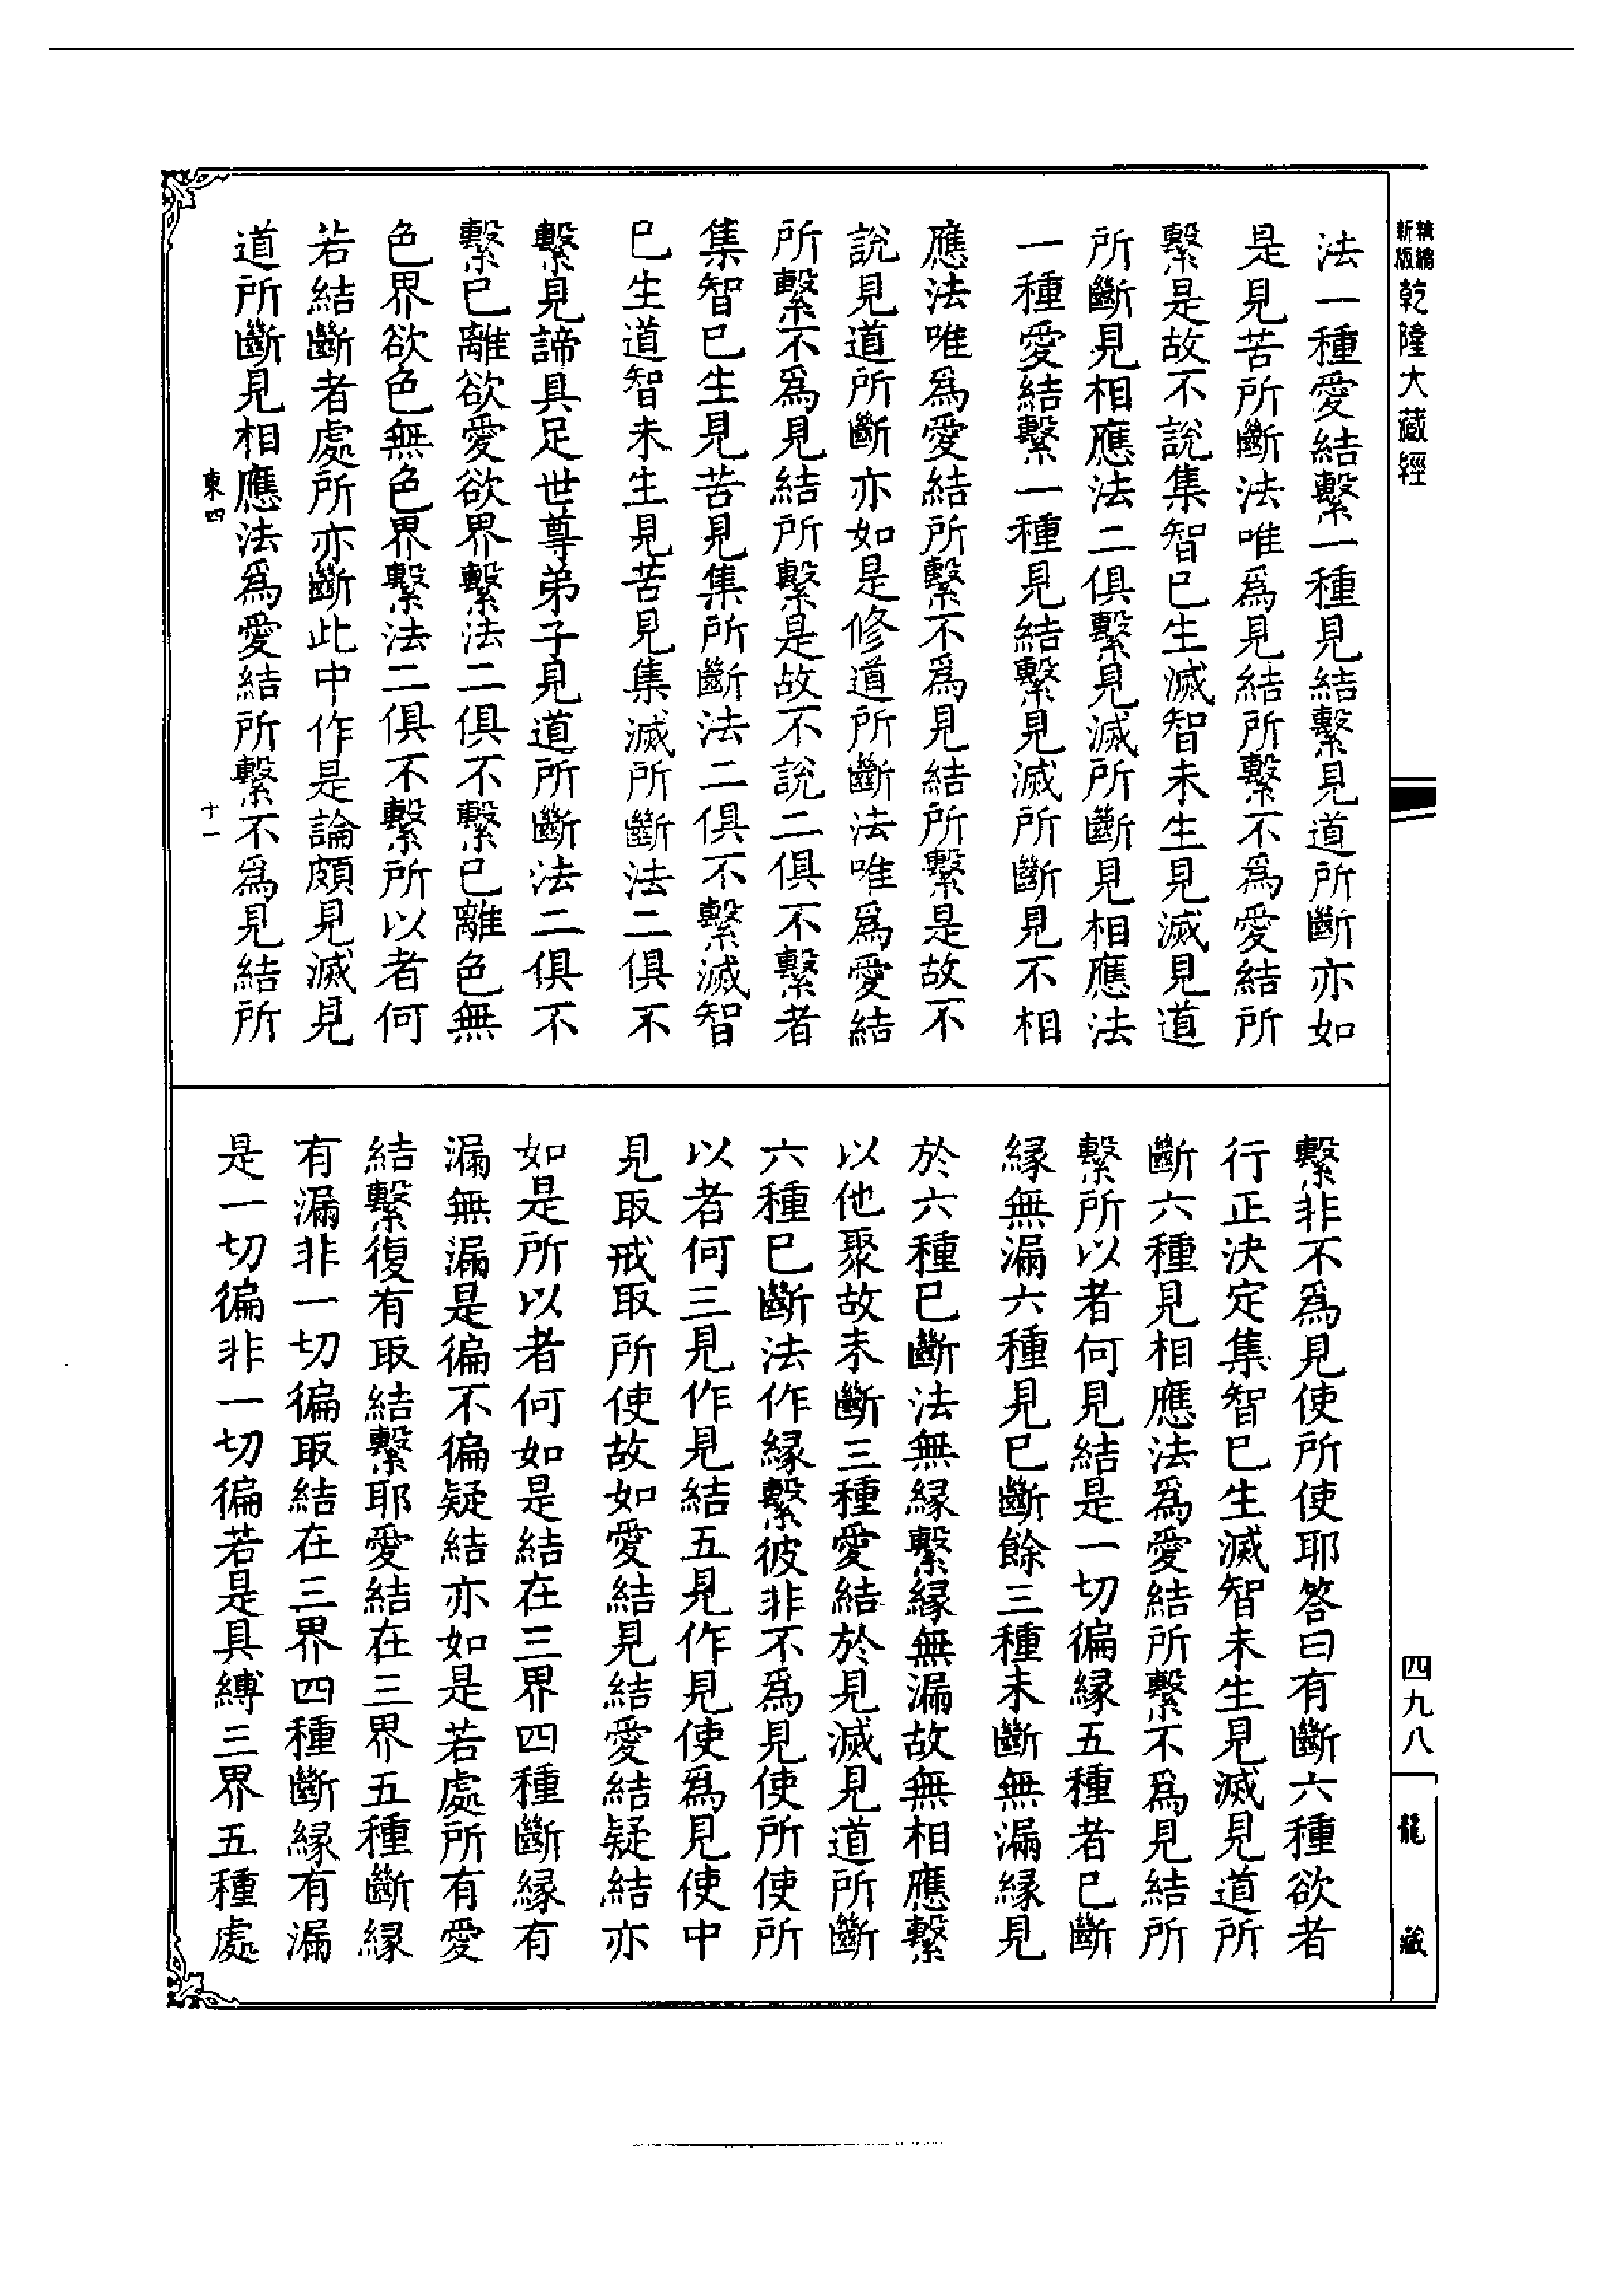 新版
精縮
乾隆大藏經
四九八
龍藏
法一種愛結繫一種見結繫見道所斷亦如
是見苦所斷法唯爲見結所繫不爲愛結所
繫是故不說集智已生滅智未生見滅見道
所斷見相應法二俱繫見滅所斷見相應法
一種愛結繫一種見結繫見滅所斷見不相
應法唯爲愛結所繫不爲見結所繫是故不
說見道所斷亦如是修道所斷法唯爲愛結
所繫不爲見結所繫是故不說二俱不繫者
集智已生見苦見集所斷法二俱不繫滅智
已生道智未生見苦見集滅所斷法二俱不
繫見諦具足世尊弟子見道所斷法二俱不
繫已離欲愛欲界繫法二俱不繫已離色無
色界欲色無色界繫法二俱不繫所以者何
若結斷者處所亦斷此中作是論頗見滅見
道所斷見相應法爲愛結所繫不爲見結所
東四
十一
繫非不爲見使所使耶答曰有斷六種欲者
行正決定集智已生滅智未生見滅見道所
斷六種見相應法爲愛結所繫不爲見結所
繫所以者何見結是一切徧緣五種者已斷
緣無漏六種見已斷餘三種未斷無漏緣見
於六種已斷法無緣繫緣無漏故無相應繫
以他聚故未斷三種愛結於見滅見道所斷
六種已斷法作緣繫彼非不爲見使所使所
以者何三見作見結五見作見使爲見使中
見取戒取所使故如愛結見結愛結疑結亦
如是所以者何如是結在三界四種斷緣有
漏無漏是徧不徧疑結亦如是若處所有愛
結繫復有取結繫耶愛結在三界五種斷緣
有漏非一切徧取結在三界四種斷緣有漏
是一切徧非一切徧若是具縛三界五種處